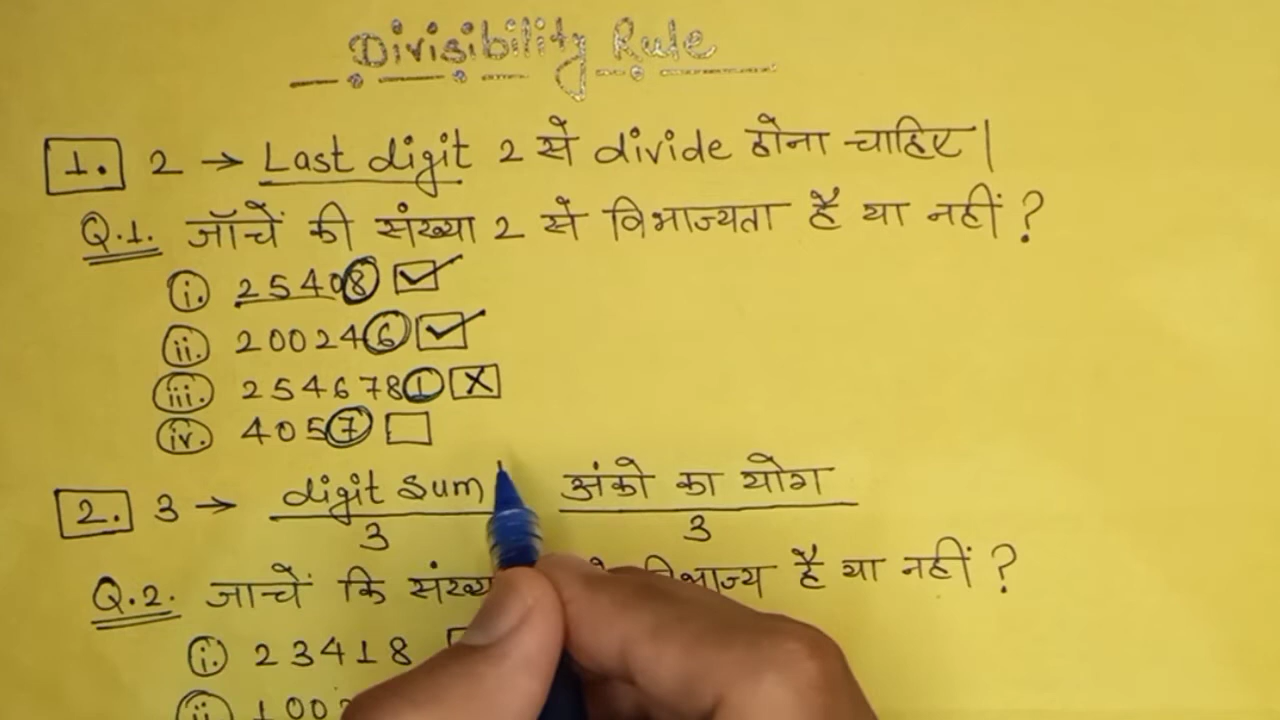 Divisibility Rule
1. 2 → Last digit 2 से divide होना चाहिए|
Q.1. जाँचें की संख्या 2 से विभाज्यता है या नहीं ?
i. 25408
ii. 200246
iii. 2546781
iv. 4057
2. 3 → digit sum अंको का योग
3 3
Q.2. जाचें कि विभाज्य है या नहीं ?
i. 23418
ii